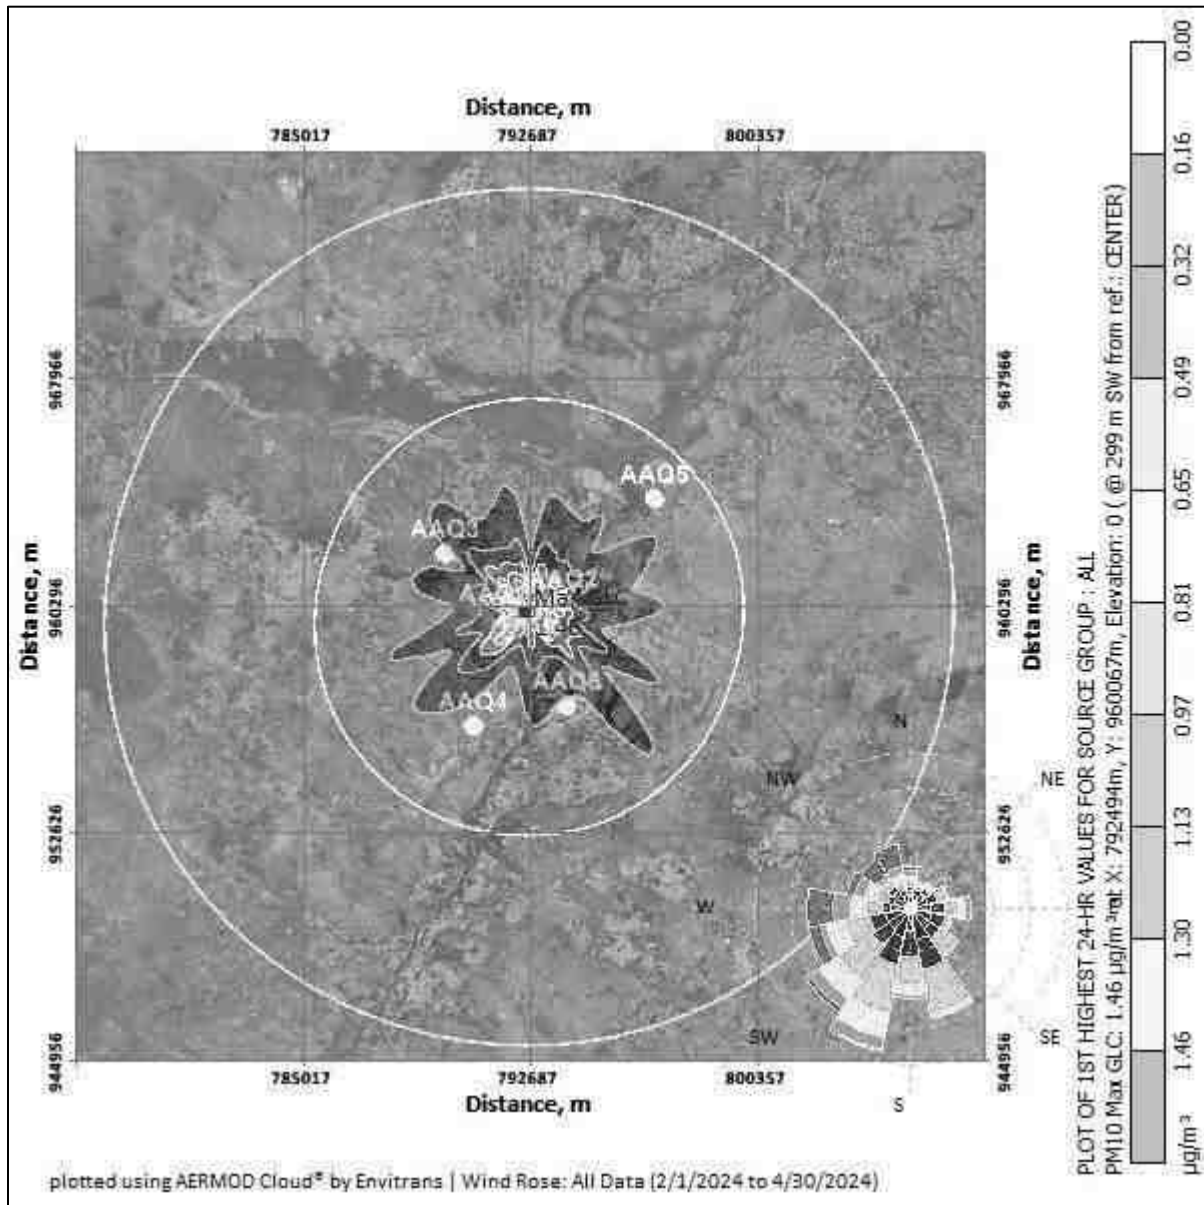 Distance, m
785017 792687 800357
967966
960296
952626
944956
Distance, m
967966
960296
952626
944956
Distance, m
AAQ5
AAQ3
AAQ2
AAQ4
N
NW
NE
W
SW
SE
S
785017 792687 800357
Distance, m
PLOT OF 1ST HIGHEST 24-HR VALUES FOR SOURCE GROUP : ALL
PM10 Max GLC: 1.46 µg/m³ at X: 792494m, Y: 960067m, Elevation: 0 ( @ 299 m SW from ref.: CENTER)
0.00
0.16
0.32
0.49
0.65
0.81
0.97
1.13
1.30
1.46
µg/m³
plotted using AERMOD Cloud® by Envitrans | Wind Rose: All Data (2/1/2024 to 4/30/2024)